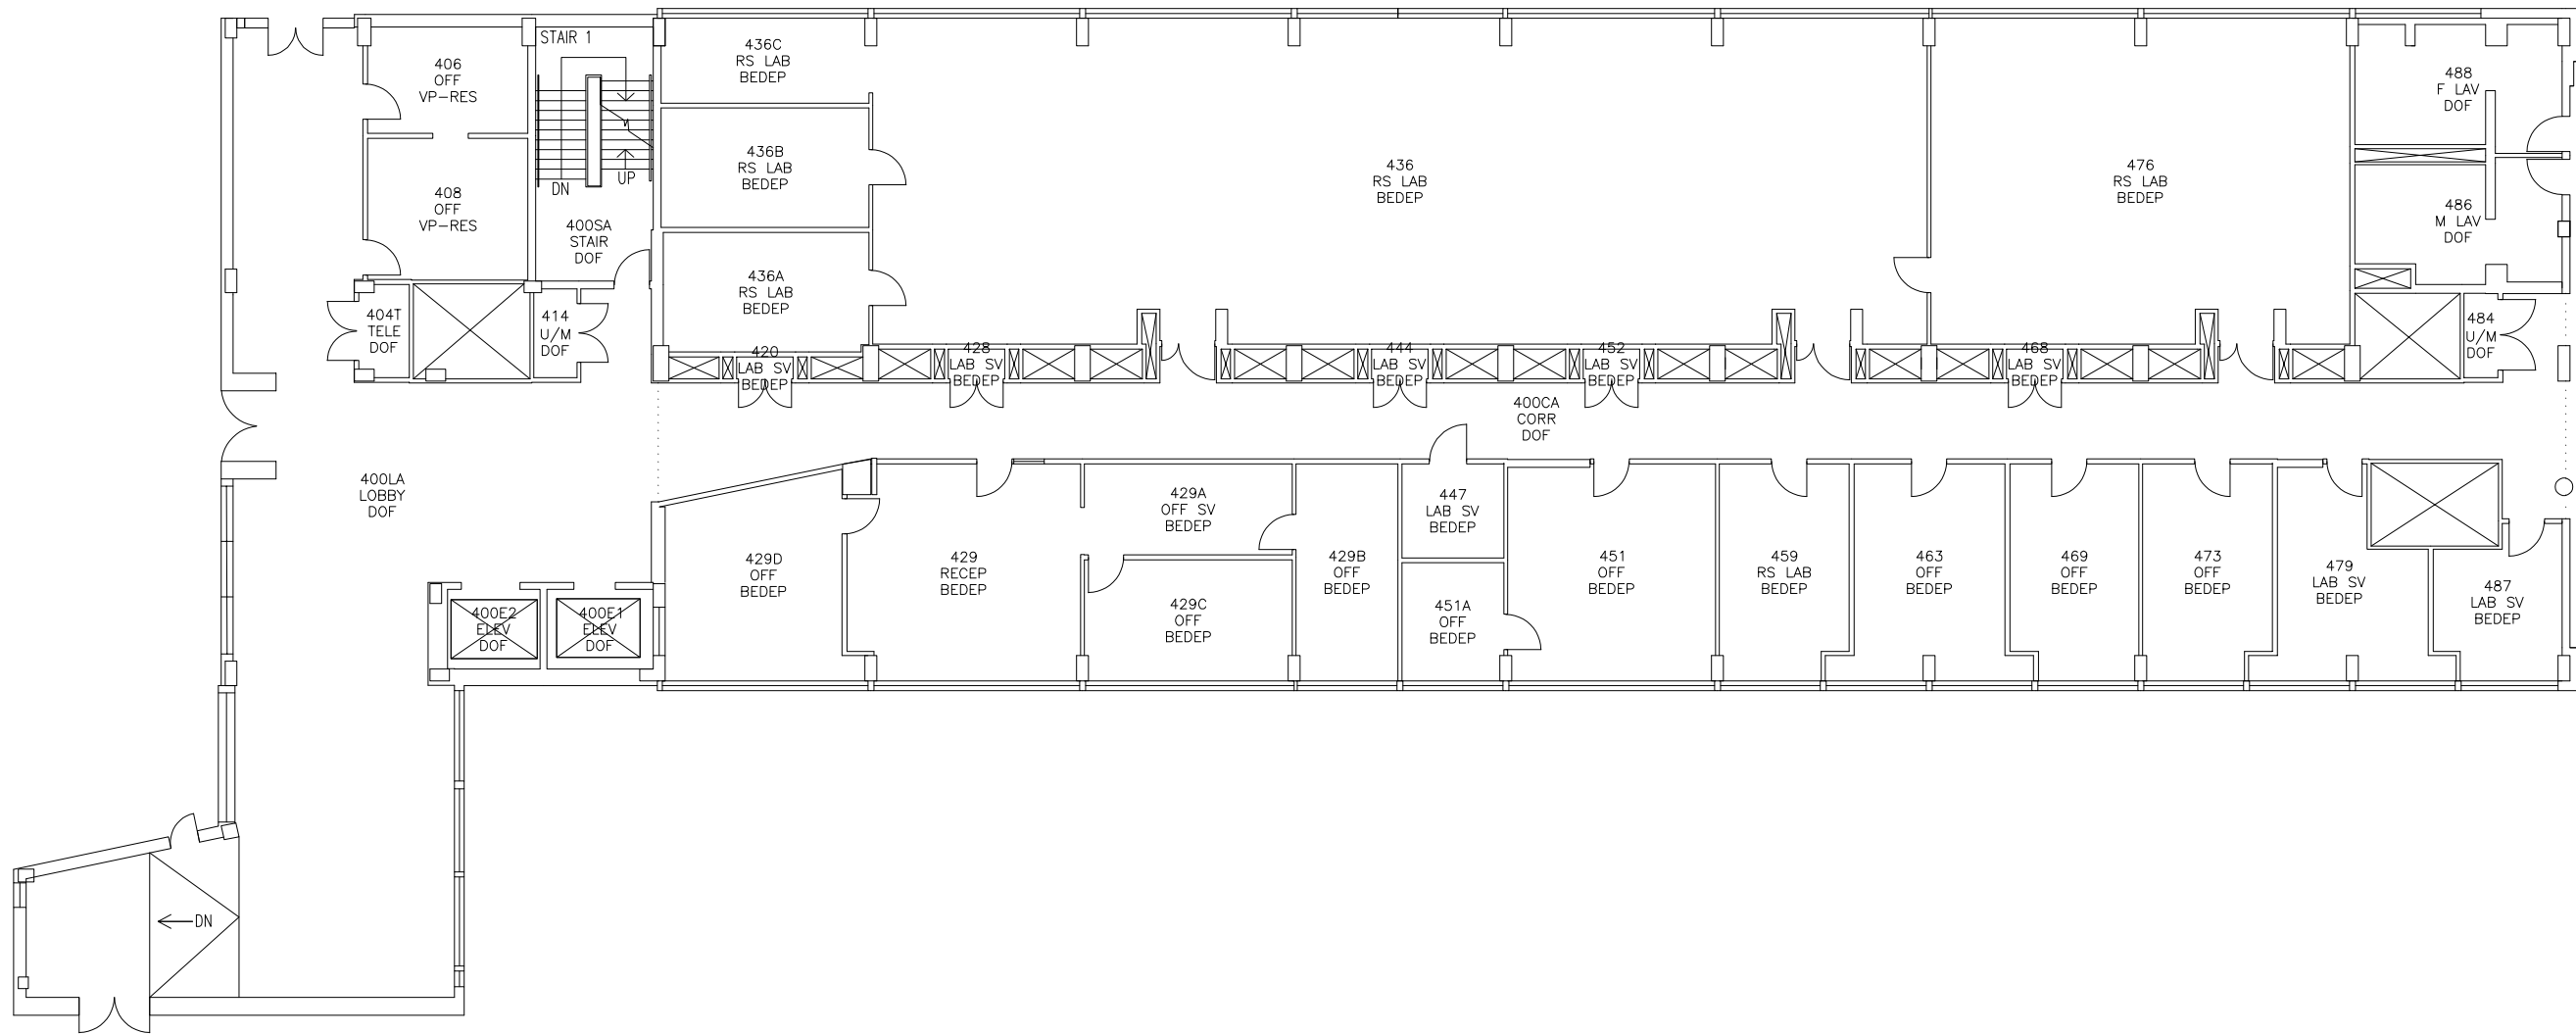 STAIR 1
406
OFF
VP-RES
436C
RS LAB
BEDEP
488
F LAV
DOF
436B
RS LAB
BEDEP
436
RS LAB
BEDEP
476
RS LAB
BEDEP
DN
UP
408
OFF
VP-RES
486
M LAV
DOF
400SA
STAIR
DOF
436A
RS LAB
BEDEP
404T
TELE
DOF
414
U/M
DOF
484
U/M
DOF
420
LAB SV
BEDEP
428
LAB SV
BEDEP
444
LAB SV
BEDEP
452
LAB SV
BEDEP
468
LAB SV
BEDEP
400CA
CORR
DOF
400LA
LOBBY
DOF
429A
OFF SV
BEDEP
447
LAB SV
BEDEP
429D
OFF
BEDEP
429
RECEP
BEDEP
429B
OFF
BEDEP
451
OFF
BEDEP
459
RS LAB
BEDEP
463
OFF
BEDEP
469
OFF
BEDEP
473
OFF
BEDEP
479
LAB SV
BEDEP
487
LAB SV
BEDEP
429C
OFF
BEDEP
451A
OFF
BEDEP
400E2
ELEV
DOF
400E1
ELEV
DOF
DN